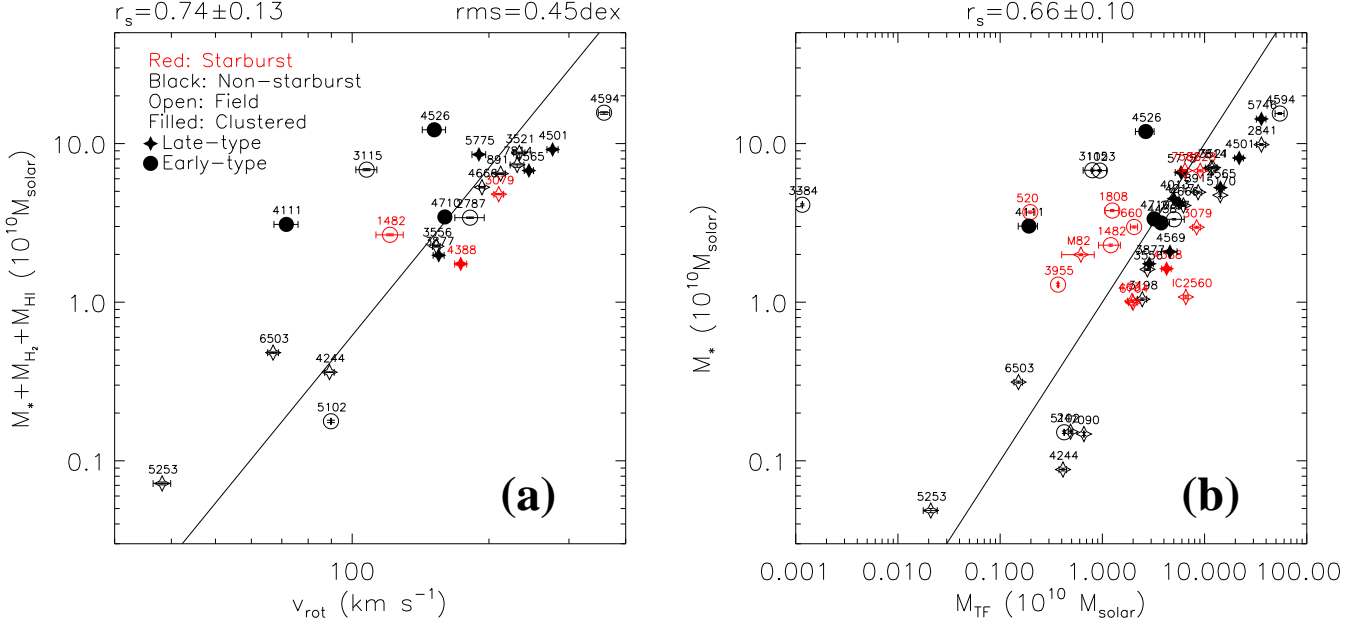 r_s=0.74±0.13 rms=0.45dex
Red: Starburst
Black: Non-starburst
Open: Field
Filled: Clustered
Late-type
Early-type
4594
4526
3115
5775
3521
4501
891
4565
3079
4111
4710
2787
1482
3556
4388
6503
4244
5102
5253
(a)
10.0
1.0
0.1
M_*+M_H₂+M_HI (10^10 M_solar)
100
v_rot (km s^-1)
r_s=0.66±0.10
5746
4594
4526
2841
4501
3384
520
4111
1808
660
3079
M82
1482
4569
3877
3955
3198
IC2560
6503
4244
5253
(b)
10.0
1.0
0.1
M_* (10^10 M_solar)
0.001 0.010 0.100 1.000 10.000 100.00
M_TF (10^10 M_solar)